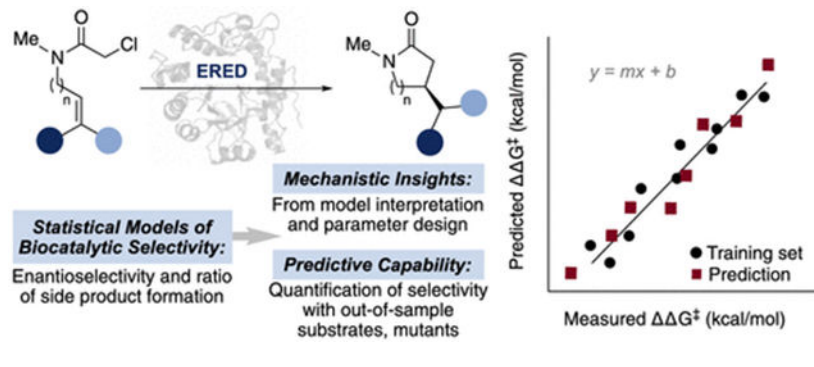 O
Me
N
Cl
( )n
ERED
O
Me
N
( )n
Statistical Models of
Biocatalytic Selectivity:
Enantioselectivity and ratio
of side product formation
Mechanistic Insights:
From model interpretation
and parameter design
Predictive Capability:
Quantification of selectivity
with out-of-sample
substrates, mutants
y = mx + b
Predicted ΔΔG‡ (kcal/mol)
Training set
Prediction
Measured ΔΔG‡ (kcal/mol)